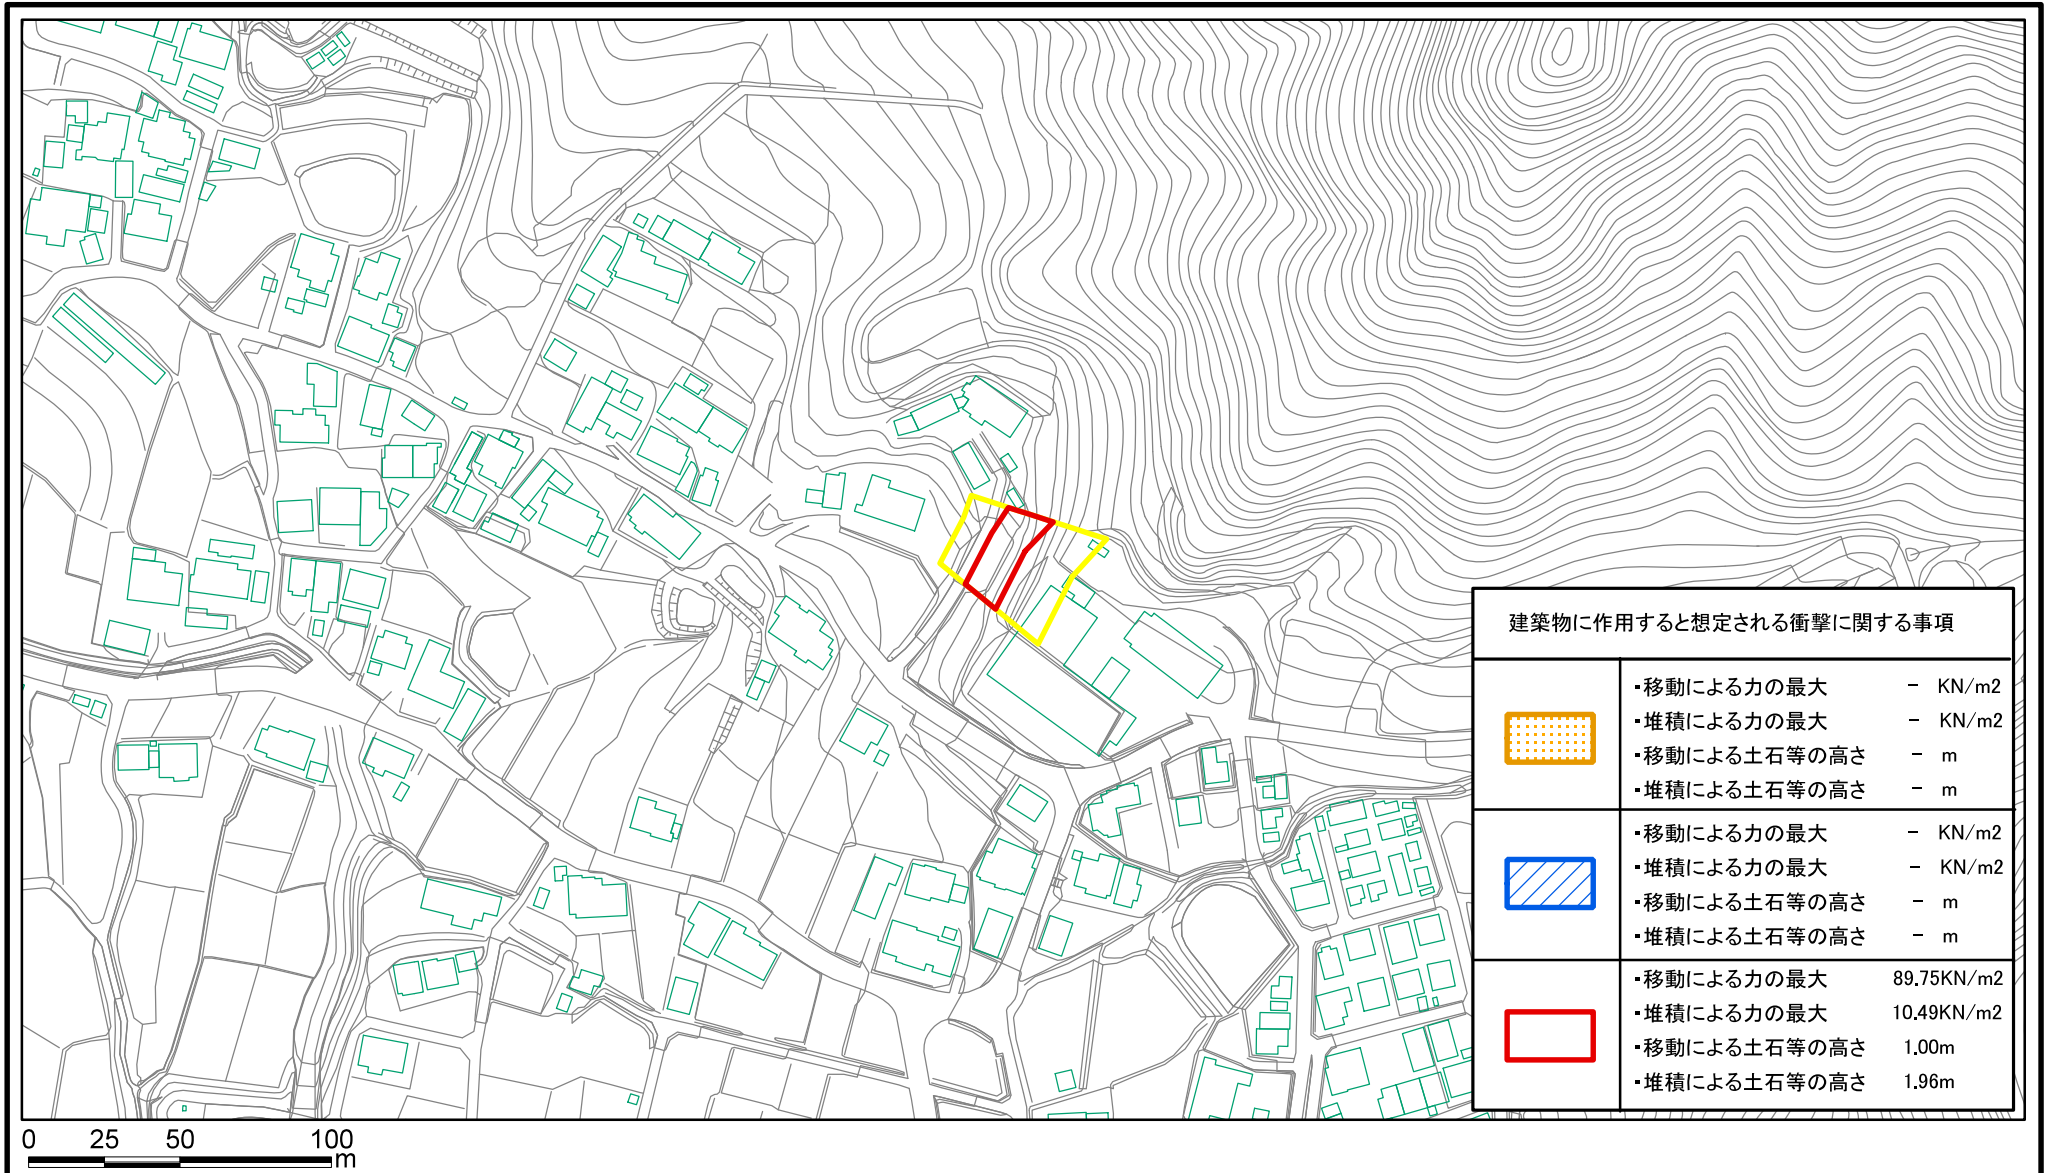 建築物に作用すると想定される衝撃に関する事項
・移動による力の最大 － KN/m2
・堆積による力の最大 － KN/m2
・移動による土石等の高さ － m
・堆積による土石等の高さ － m
・移動による力の最大 － KN/m2
・堆積による力の最大 － KN/m2
・移動による土石等の高さ － m
・堆積による土石等の高さ － m
・移動による力の最大 89.75KN/m2
・堆積による力の最大 10.49KN/m2
・移動による土石等の高さ 1.00m
・堆積による土石等の高さ 1.96m
0 25 50 100
m